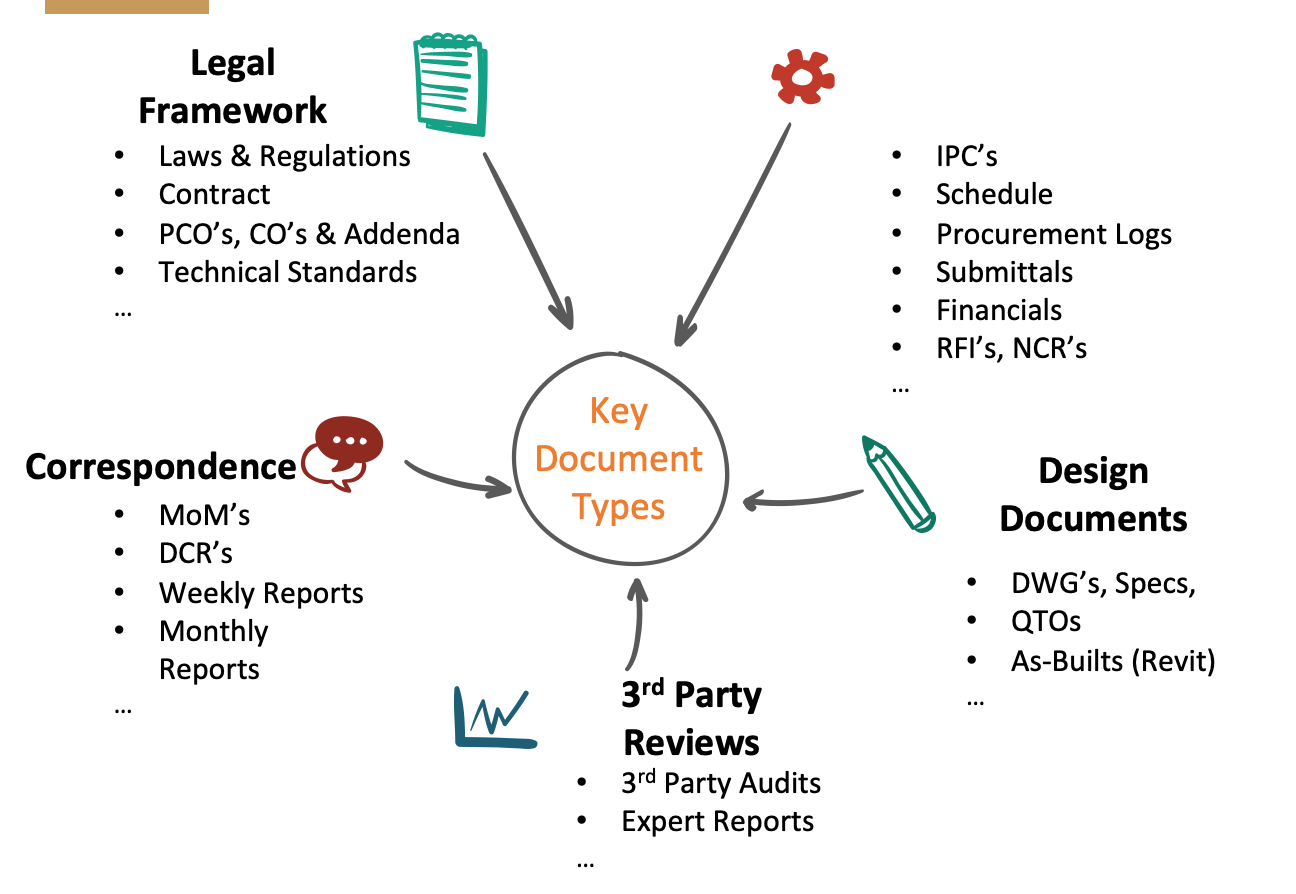 Legal
Framework
• Laws & Regulations
• Contract
• PCO’s, CO’s & Addenda
• Technical Standards
…
• IPC’s
• Schedule
• Procurement Logs
• Submittals
• Financials
• RFI’s, NCR’s
…
Key
Document
Types
Correspondence
• MoM’s
• DCR’s
• Weekly Reports
• Monthly
Reports
…
Design
Documents
• DWG’s, Specs,
• QTOs
• As-Builts (Revit)
…
3rd Party
Reviews
• 3rd Party Audits
• Expert Reports
…